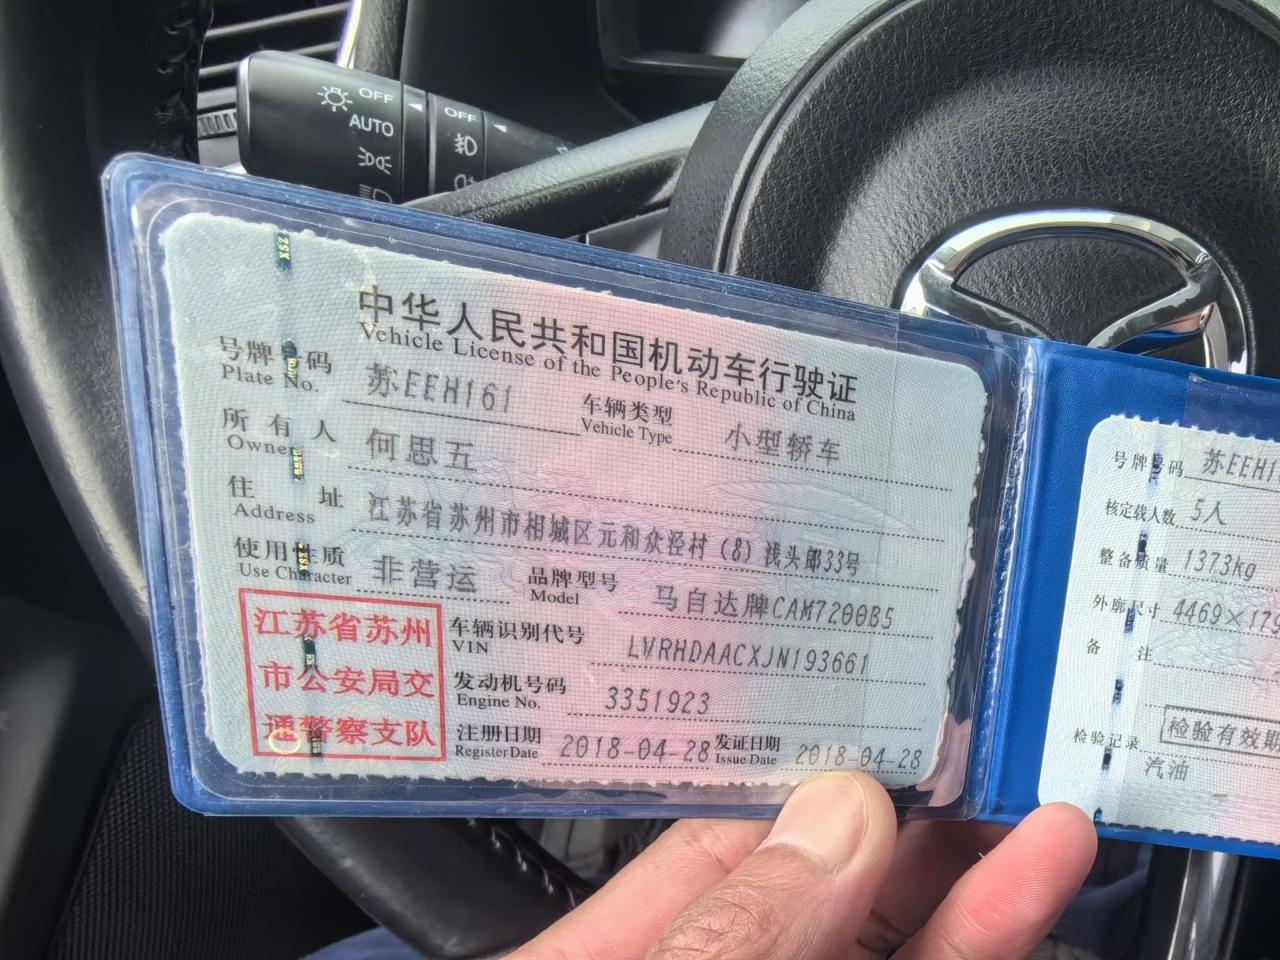 OFF
AUTO
OFF
中华人民共和国机动车行驶证
Vehicle License of the People's Republic of China
号牌号码 苏EEH161 车辆类型 小型轿车
Plate No. Vehicle Type
所有人 何思五
Owner
住址 江苏省苏州市相城区元和众泾村(8)浅头郎33号
Address
使用性质 非营运 品牌型号 马自达牌CAM7200B5
Use Character Model
江苏省苏州
市公安局交
通警察支队
车辆识别代号 LVRHDAACXJN193661
VIN
发动机号码 3351923
Engine No.
注册日期 2018-04-28 发证日期 2018-04-28
Register Date Issue Date
号牌号码 苏EEH1
核定载人数 5人
整备质量 1373kg
外廓尺寸 4469×179
备注
检验有效期
检验记录
汽油